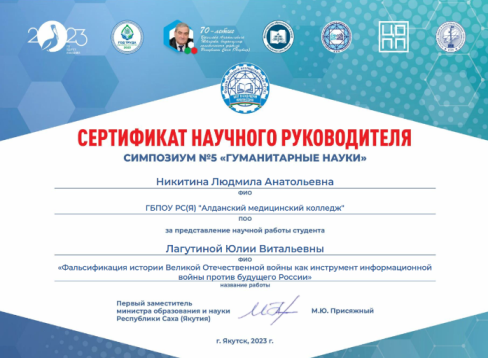 2023
70-летие
СЕРТИФИКАТ НАУЧНОГО РУКОВОДИТЕЛЯ
СИМПОЗИУМ №5 «ГУМАНИТАРНЫЕ НАУКИ»
Никитина Людмила Анатольевна
ФИО
ГБПОУ РС(Я) "Алданский медицинский колледж"
ПОО
за представление научной работы студента
Лагутиной Юлии Витальевны
ФИО
«Фальсификация истории Великой Отечественной войны как инструмент информационной
войны против будущего России»
название работы
Первый заместитель
министра образования и науки
Республики Саха (Якутия)
М.Ю. Присяжный
г. Якутск, 2023 г.